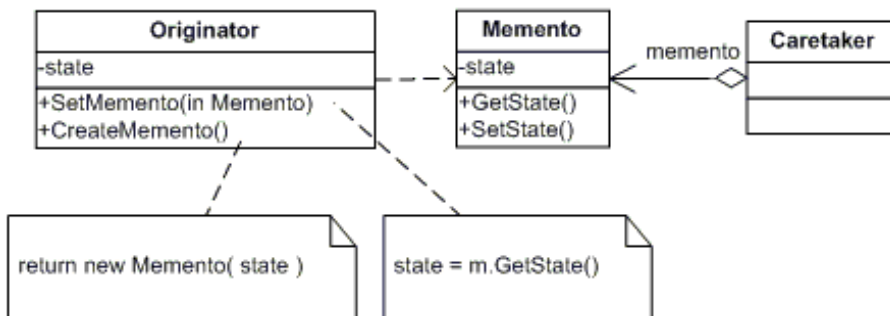 Originator
-state
+SetMemento(in Memento)
+CreateMemento()
Memento
-state
+GetState()
+SetState()
memento
Caretaker
return new Memento( state )
state = m.GetState()